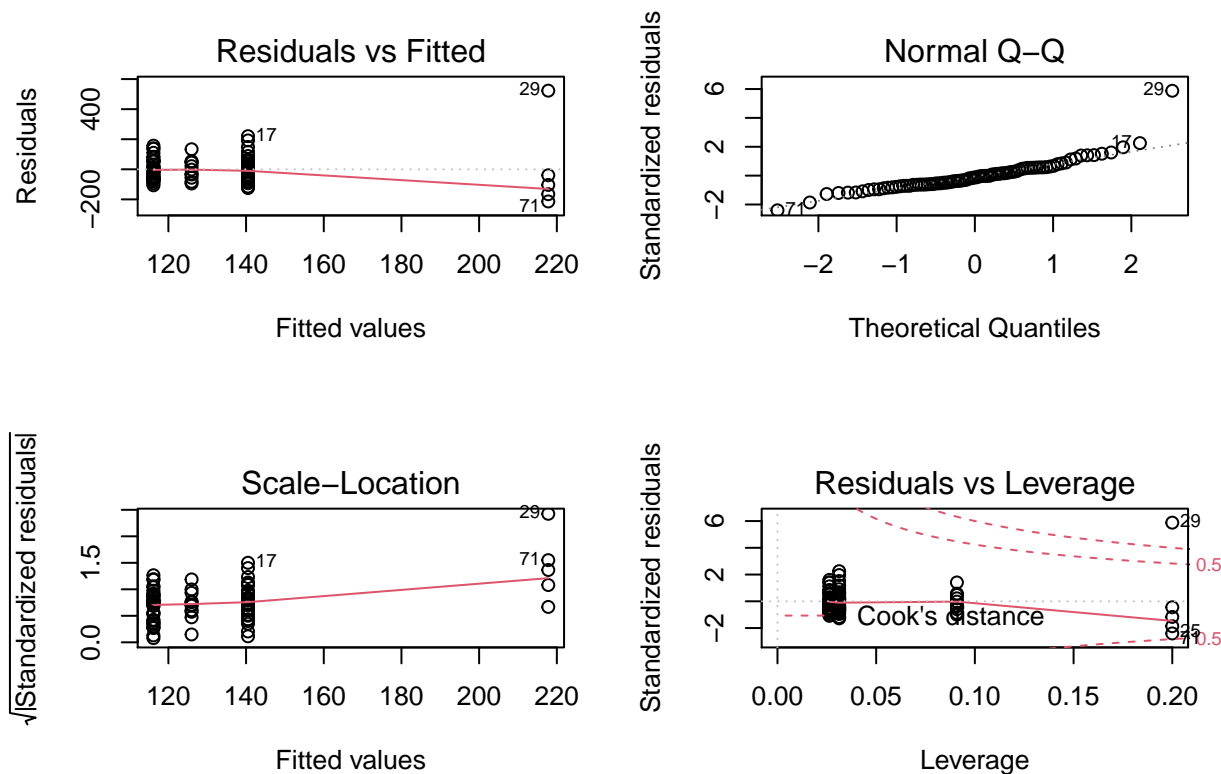 Residuals vs Fitted
Residuals
400
−200
29
17
71
120 140 160 180 200 220
Fitted values
Normal Q−Q
Standardized residuals
6
2
−2
29
17
71
−2 −1 0 1 2
Theoretical Quantiles
Scale−Location
√|Standardized residuals|
1.5
0.0
29
71
17
120 140 160 180 200 220
Fitted values
Residuals vs Leverage
Standardized residuals
6
2
−2
29
0.5
Cook's distance
25
71
0.5
0.00 0.05 0.10 0.15 0.20
Leverage